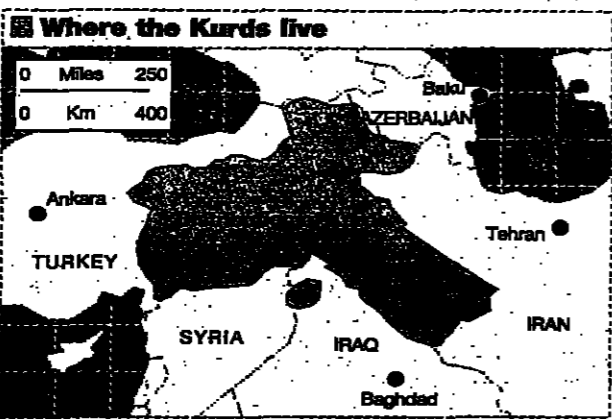 Where the Kurds live
0 Miles 250
0 Km 400
Baku
AZERBAIJAN
Ankara
Tehran
TURKEY
SYRIA
IRAQ
IRAN
Baghdad